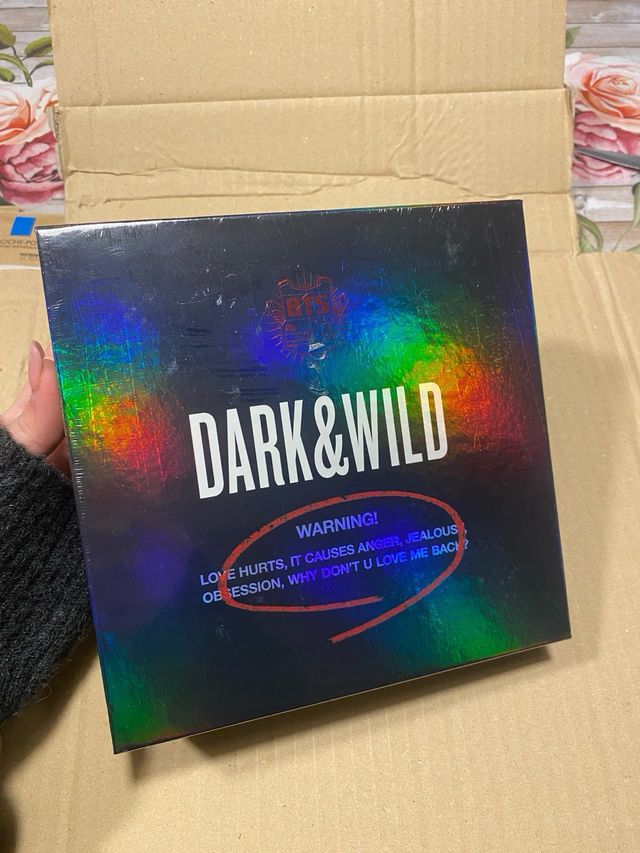 BTS
DARK&WILD
WARNING!
LOVE HURTS, IT CAUSES ANGER, JEALOUSY,
OBSESSION, WHY DON'T U LOVE ME BACK?